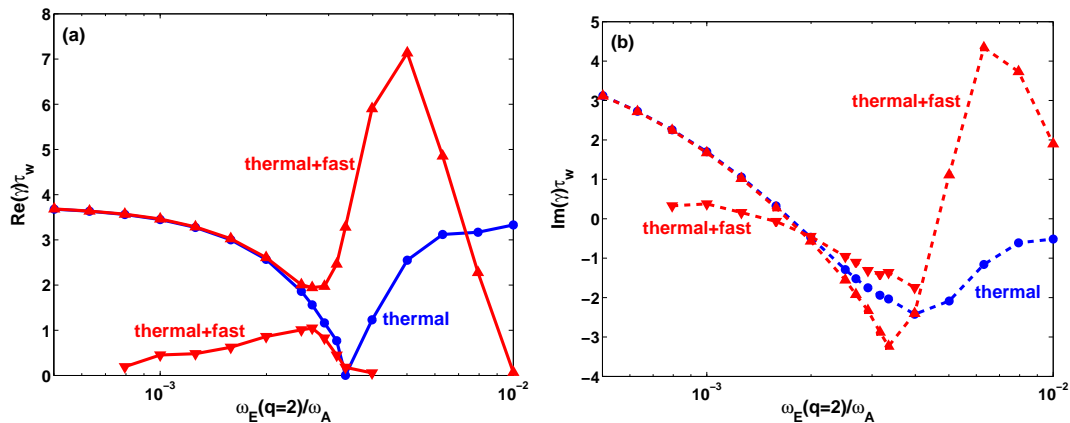 (a)
8
7
6
5
4
3
2
1
0
Re(γ)τw
thermal+fast
thermal+fast
thermal
10−3
10−2
ωE(q=2)/ωA
(b)
5
4
3
2
1
0
−1
−2
−3
−4
Im(γ)τw
thermal+fast
thermal+fast
thermal
10−3
10−2
ωE(q=2)/ωA